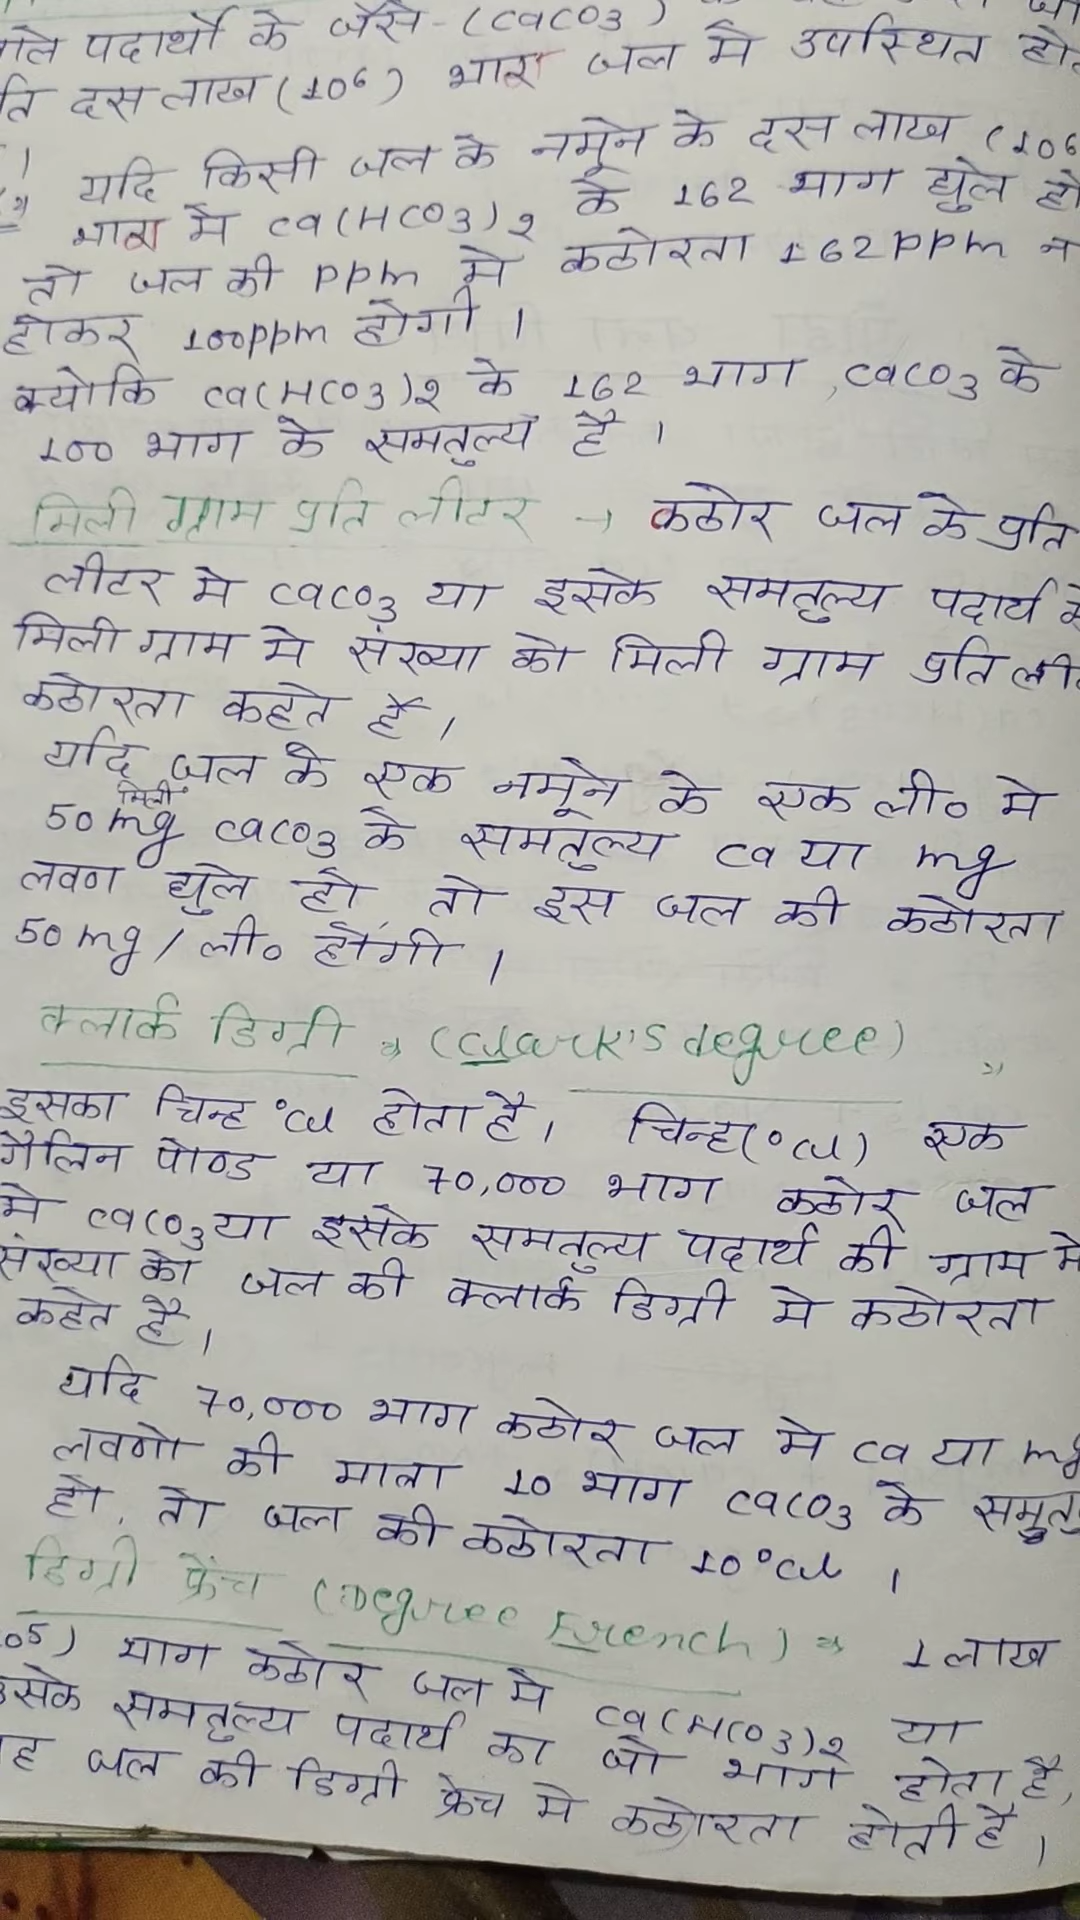 पदार्थो के जैसे - (CaCO3)
ति दस लाख (10⁶) भाग जल मे उपस्थित
यदि किसी जल के नमूने के दस लाख (10⁶
भाग मे Ca(HCO3)2 के 162 भाग घुले हो
तो जल की ppm मे कठोरता 162 ppm न
होकर 100ppm होगी ।
क्योकि Ca(HCO3)2 के 162 भाग, CaCO3 के
100 भाग के समतुल्य है ।
मिली ग्राम प्रति लीटर → कठोर जल के प्रति
लीटर मे CaCO3 या इसके समतुल्य पदार्थ के
मिली ग्राम मे संख्या को मिली ग्राम प्रति ली
कठोरता कहते है ।
यदि जल के एक नमूने के एक ली० मे
मिली
50 mg CaCO3 के समतुल्य Ca या mg
लवण घुले हो, तो इस जल की कठोरता
50 mg / ली० होगी ।
क्लार्क डिग्री ⇒ (Clark's degree)
इसका चिन्ह °Cl होता है। चिन्ह(°Cl) एक
गैलिन पोण्ड या 70,000 भाग कठोर जल
मे CaCO3 या इसके समतुल्य पदार्थ की ग्राम मे
संख्या को जल की क्लार्क डिग्री मे कठोरता
कहते है ।
यदि 70,000 भाग कठोर जल मे Ca या mg
लवणो की मात्रा 10 भाग CaCO3 के समतु
हो, तो जल की कठोरता 10°Cl ।
डिग्री फ्रेंच (Degree French) ⇒ 1 लाख
05) भाग कठोर जल मे Ca(HCO3)2 या
उसके समतुल्य पदार्थ का जो भाग होता है,
ह जल की डिग्री फ्रेंच मे कठोरता होती है ।